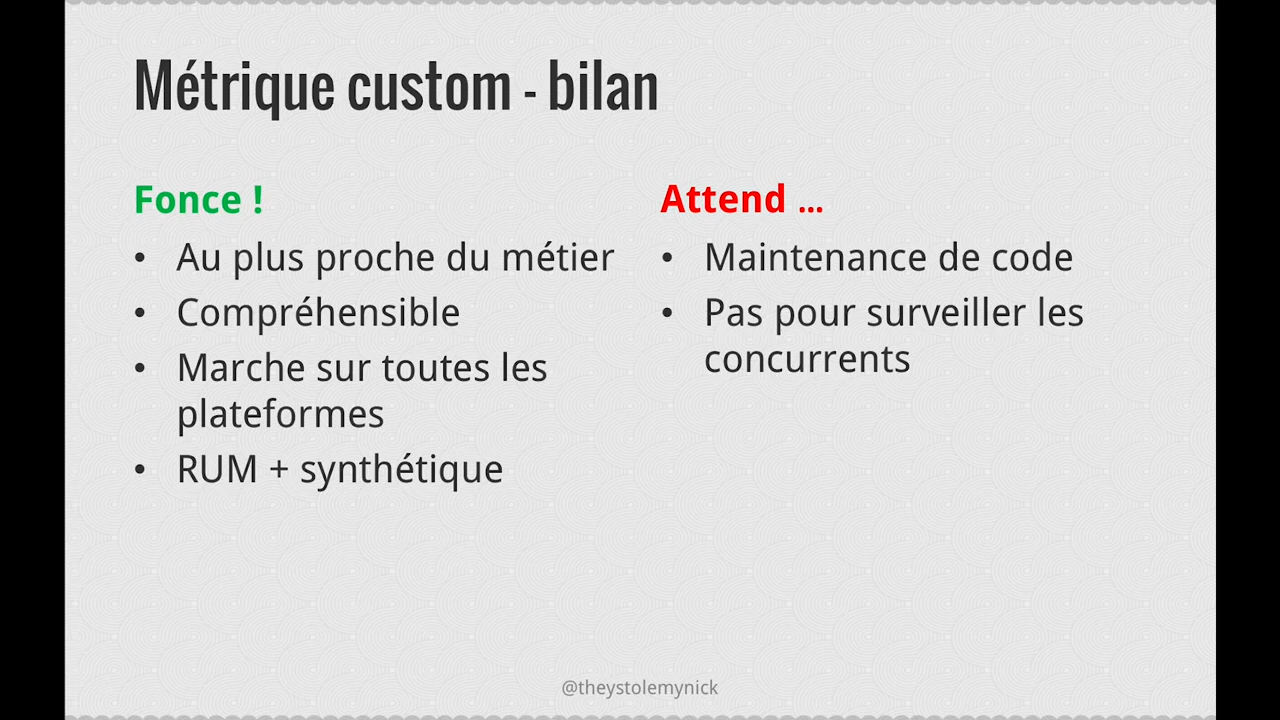 Métrique custom - bilan
Fonce !
• Au plus proche du métier
• Compréhensible
• Marche sur toutes les
plateformes
• RUM + synthétique
Attend ...
• Maintenance de code
• Pas pour surveiller les
concurrents
@theystolemynick